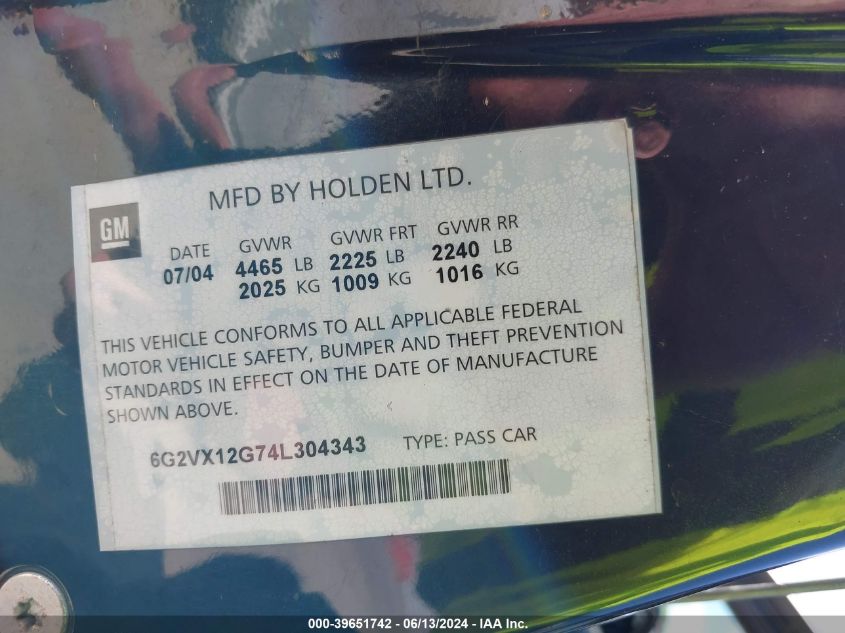 MFD BY HOLDEN LTD.
GM
DATE GVWR GVWR FRT GVWR RR
07/04 4465 LB 2225 LB 2240 LB
2025 KG 1009 KG 1016 KG
THIS VEHICLE CONFORMS TO ALL APPLICABLE FEDERAL
MOTOR VEHICLE SAFETY, BUMPER AND THEFT PREVENTION
STANDARDS IN EFFECT ON THE DATE OF MANUFACTURE
SHOWN ABOVE.
6G2VX12G74L304343 TYPE: PASS CAR
000-39651742 - 06/13/2024 - IAA Inc.